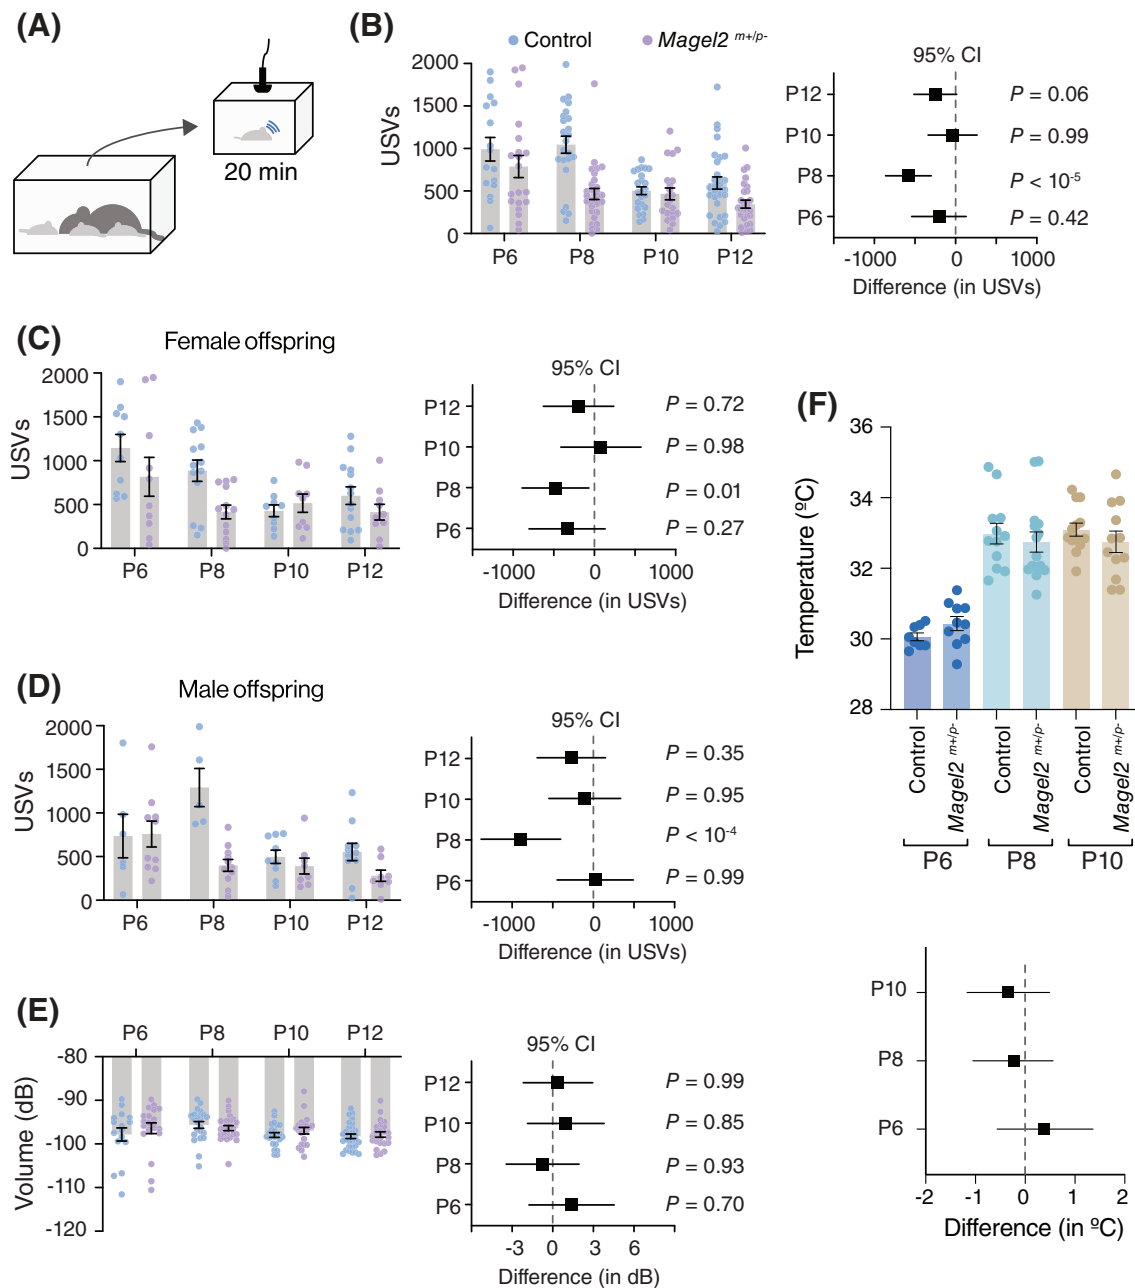 (A)
20 min
(B)
Control
Magel2 m+/p-
USVs
2000
1500
1000
500
0
P6
P8
P10
P12
95% CI
P12
P = 0.06
P10
P = 0.99
P8
P < 10-5
P6
P = 0.42
-1000
0
1000
Difference (in USVs)
(C)
Female offspring
USVs
2000
1500
1000
500
0
P6
P8
P10
P12
95% CI
P12
P = 0.72
P10
P = 0.98
P8
P = 0.01
P6
P = 0.27
-1000
0
1000
Difference (in USVs)
(D)
Male offspring
USVs
2000
1500
1000
500
0
P6
P8
P10
P12
95% CI
P12
P = 0.35
P10
P = 0.95
P8
P < 10-4
P6
P = 0.99
-1000
0
1000
Difference (in USVs)
(E)
P6
P8
P10
P12
Volume (dB)
-80
-90
-100
-110
-120
95% CI
P12
P = 0.99
P10
P = 0.85
P8
P = 0.93
P6
P = 0.70
-3
0
3
6
Difference (in dB)
(F)
Temperature (ºC)
36
34
32
30
28
Control
Magel2 m+/p-
Control
Magel2 m+/p-
Control
Magel2 m+/p-
P6
P8
P10
P10
P8
P6
-2
0
1
2
Difference (in ºC)